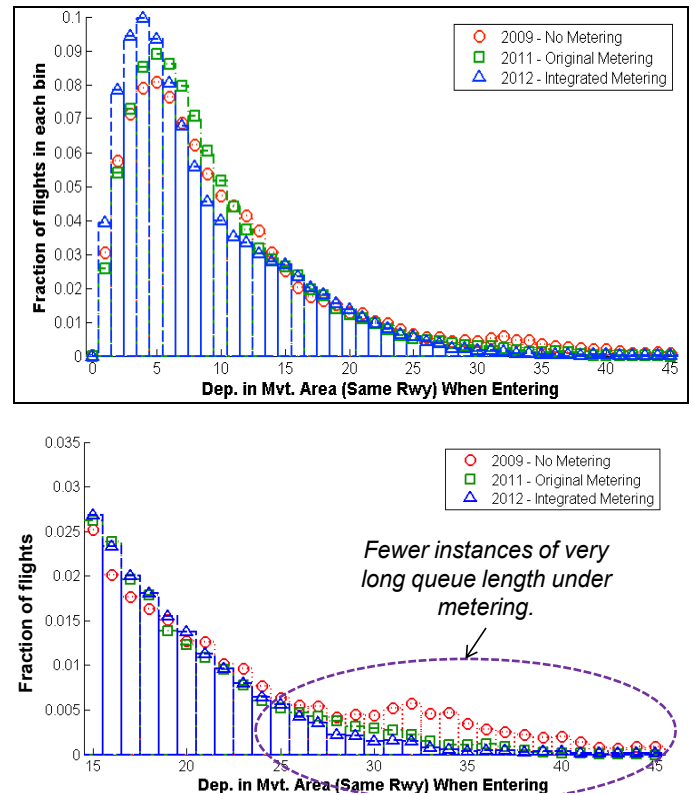 0.1
0.09
0.08
0.07
0.06
0.05
0.04
0.03
0.02
0.01
0
Fraction of flights in each bin
2009 - No Metering
2011 - Original Metering
2012 - Integrated Metering
0 5 10 15 20 25 30 35 40 45
Dep. in Mvt. Area (Same Rwy) When Entering
0.035
0.03
0.025
0.02
0.015
0.01
0.005
0
Fraction of flights
2009 - No Metering
2011 - Original Metering
2012 - Integrated Metering
Fewer instances of very
long queue length under
metering.
15 20 25 30 35 40 45
Dep. in Mvt. Area (Same Rwy) When Entering